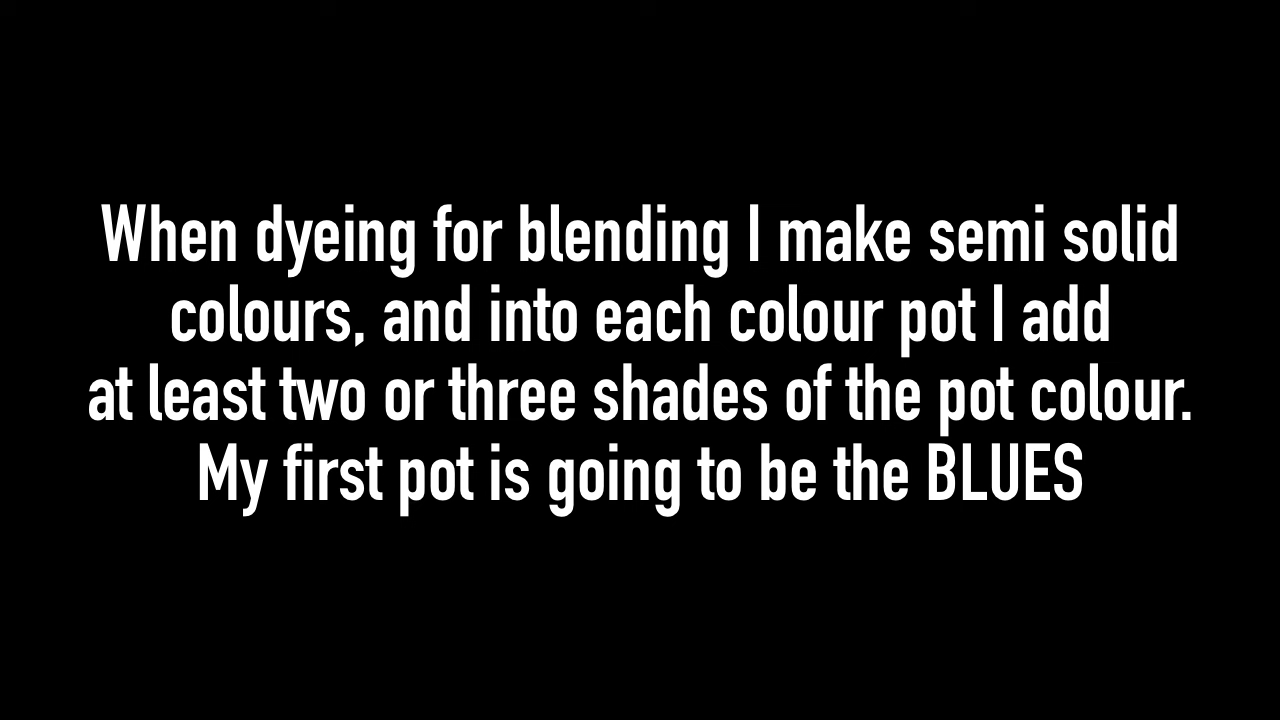 When dyeing for blending I make semi solid
colours, and into each colour pot I add
at least two or three shades of the pot colour.
My first pot is going to be the BLUES